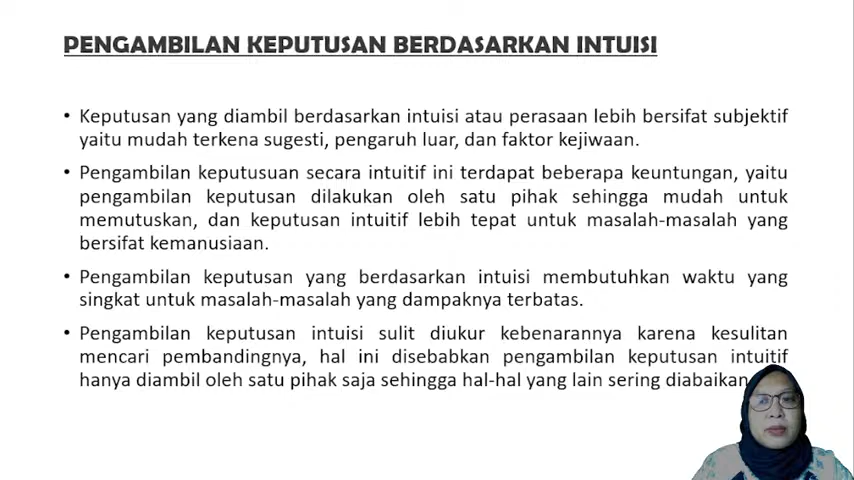 PENGAMBILAN KEPUTUSAN BERDASARKAN INTUISI
• Keputusan yang diambil berdasarkan intuisi atau perasaan lebih bersifat subjektif
yaitu mudah terkena sugesti, pengaruh luar, dan faktor kejiwaan.
• Pengambilan keputusuan secara intuitif ini terdapat beberapa keuntungan, yaitu
pengambilan keputusan dilakukan oleh satu pihak sehingga mudah untuk
memutuskan, dan keputusan intuitif lebih tepat untuk masalah-masalah yang
bersifat kemanusiaan.
• Pengambilan keputusan yang berdasarkan intuisi membutuhkan waktu yang
singkat untuk masalah-masalah yang dampaknya terbatas.
• Pengambilan keputusan intuisi sulit diukur kebenarannya karena kesulitan
mencari pembandingnya, hal ini disebabkan pengambilan keputusan intuitif
hanya diambil oleh satu pihak saja sehingga hal-hal yang lain sering diabaikan